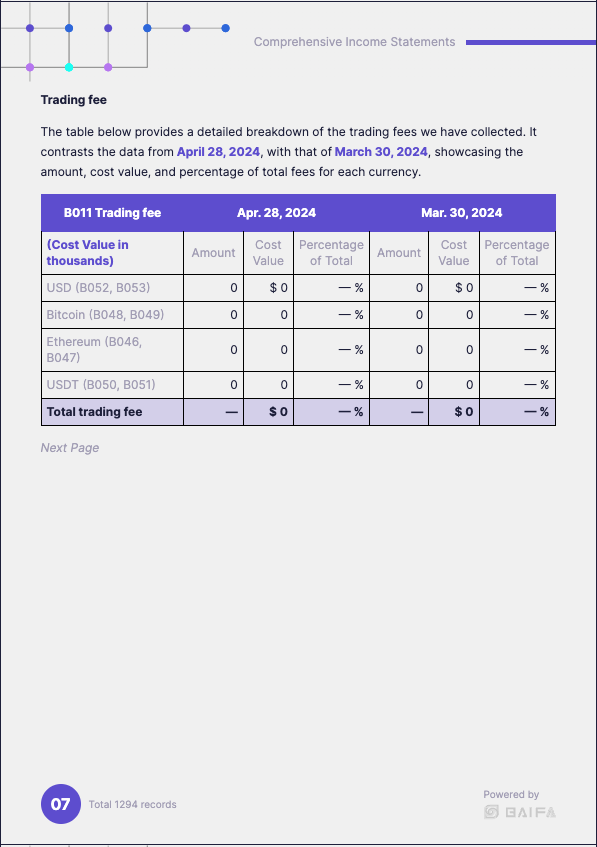 Comprehensive Income Statements
Trading fee
The table below provides a detailed breakdown of the trading fees we have collected. It
contrasts the data from April 28, 2024, with that of March 30, 2024, showcasing the
amount, cost value, and percentage of total fees for each currency.
B011 Trading fee Apr. 28, 2024 Mar. 30, 2024
(Cost Value in
thousands)
Amount Cost Value Percentage of Total Amount Cost Value Percentage of Total
USD (B052, B053) 0 $ 0 — % 0 $ 0 — %
Bitcoin (B048, B049) 0 0 — % 0 0 — %
Ethereum (B046,
B047) 0 0 — % 0 0 — %
USDT (B050, B051) 0 0 — % 0 0 — %
Total trading fee — $ 0 — % — $ 0 — %
Next Page
07 Total 1294 records
Powered by
BAIFA